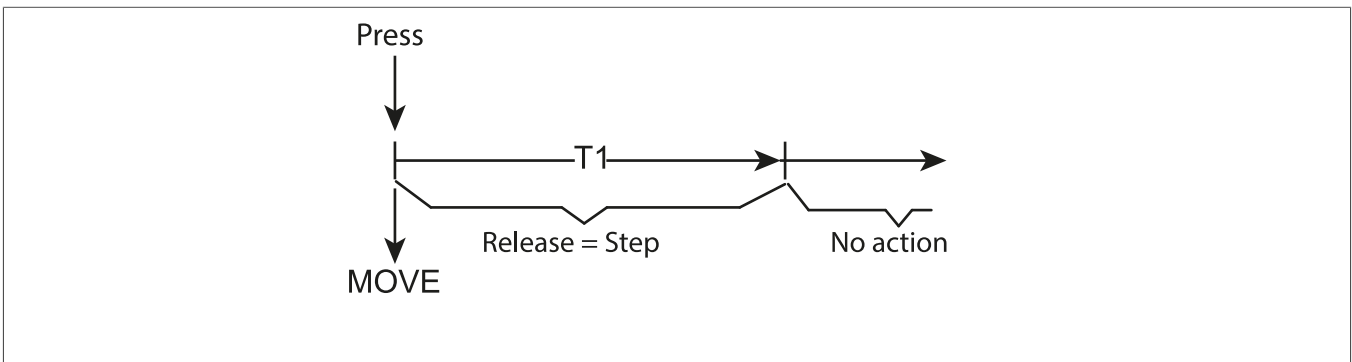 Press
T1
Release = Step
No action
MOVE